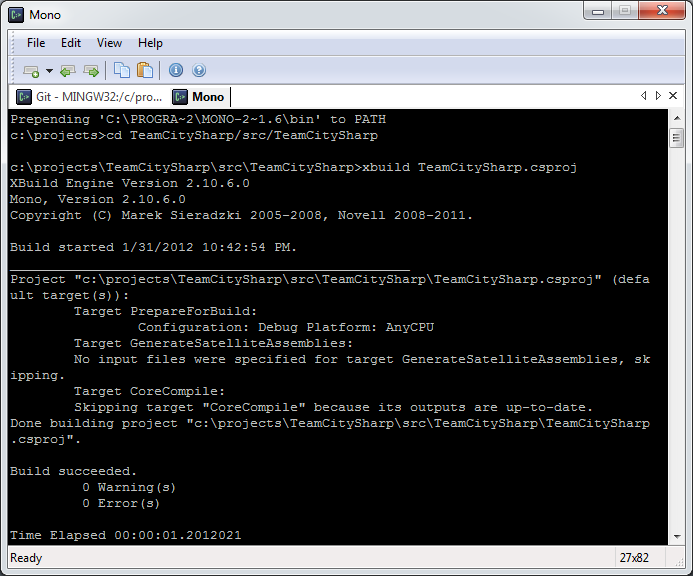 Mono
File Edit View Help
Git - MINGW32:/c/pro... Mono
Prepending 'C:\PROGRA~2\MONO-2~1.6\bin' to PATH
c:\projects>cd TeamCitySharp/src/TeamCitySharp
c:\projects\TeamCitySharp\src\TeamCitySharp>xbuild TeamCitySharp.csproj
XBuild Engine Version 2.10.6.0
Mono, Version 2.10.6.0
Copyright (C) Marek Sieradzki 2005-2008, Novell 2008-2011.
Build started 1/31/2012 10:42:54 PM.
__________________________________________________
Project "c:\projects\TeamCitySharp\src\TeamCitySharp\TeamCitySharp.csproj" (defa
ult target(s)):
Target PrepareForBuild:
Configuration: Debug Platform: AnyCPU
Target GenerateSatelliteAssemblies:
No input files were specified for target GenerateSatelliteAssemblies, sk
ipping.
Target CoreCompile:
Skipping target "CoreCompile" because its outputs are up-to-date.
Done building project "c:\projects\TeamCitySharp\src\TeamCitySharp\TeamCitySharp
.csproj".
Build succeeded.
0 Warning(s)
0 Error(s)
Time Elapsed 00:00:01.2012021
Ready 27x82